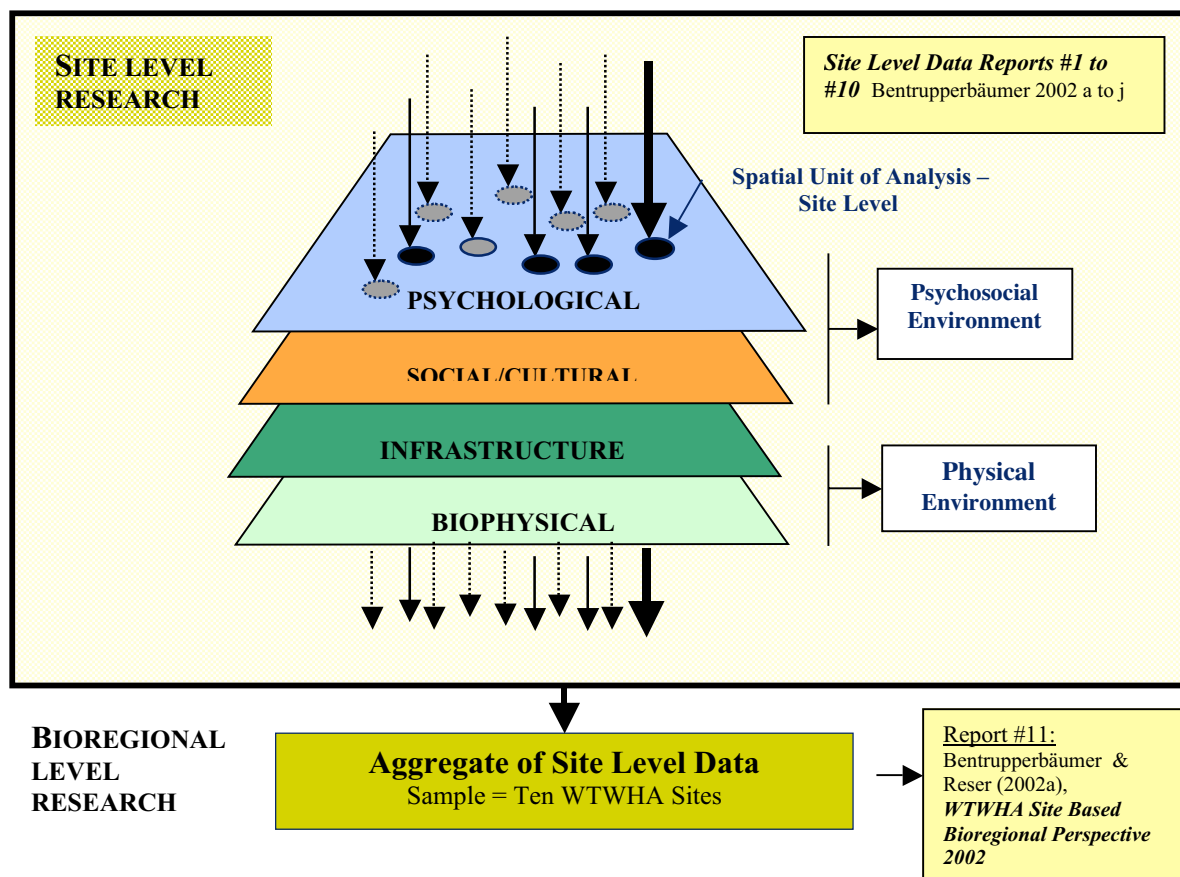 SITE LEVEL
RESEARCH
Site Level Data Reports #1 to
#10 Bentrupperbäumer 2002 a to j
Spatial Unit of Analysis –
Site Level
PSYCHOLOGICAL
Psychosocial
Environment
SOCIAL/CULTURAL
INFRASTRUCTURE
Physical
Environment
BIOPHYSICAL
BIOREGIONAL
LEVEL
RESEARCH
Aggregate of Site Level Data
Sample = Ten WTWHA Sites
Report #11:
Bentrupperbäumer &
Reser (2002a),
WTWHA Site Based
Bioregional Perspective
2002